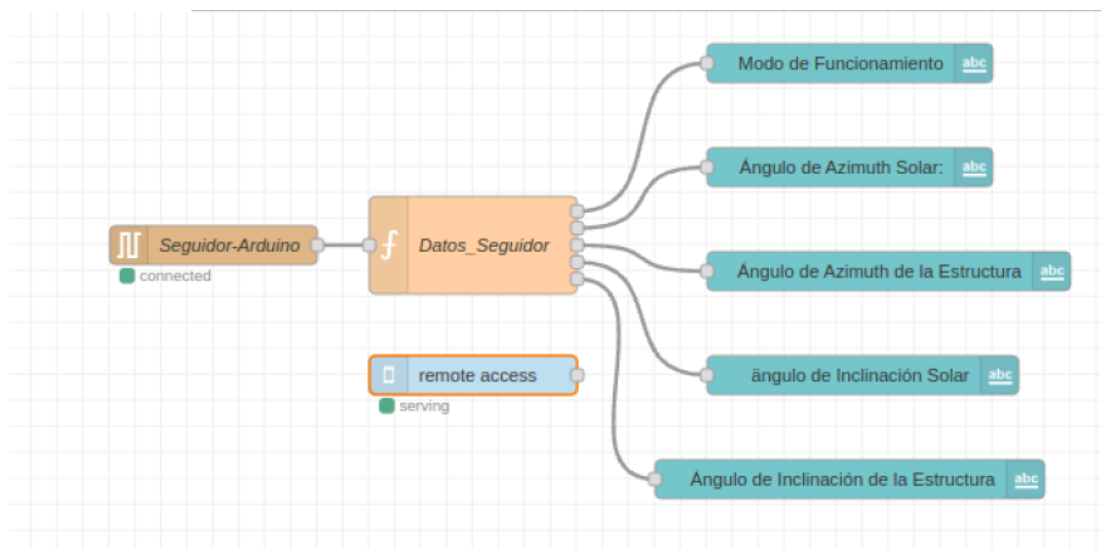 Modo de Funcionamiento abc
Ángulo de Azimuth Solar: abc
Seguidor-Arduino
connected
Datos_Seguidor
Ángulo de Azimuth de la Estructura abc
remote access
serving
ängulo de Inclinación Solar abc
Ángulo de Inclinación de la Estructura abc